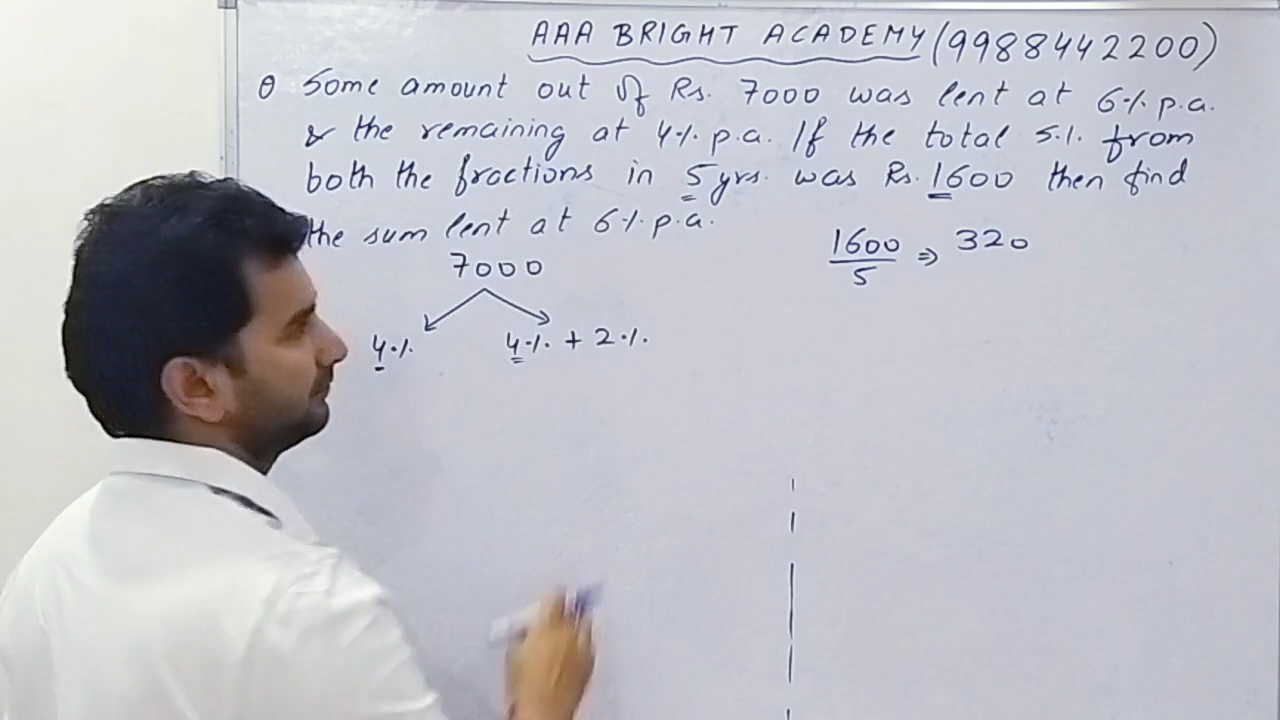 AAA BRIGHT ACADEMY (9988442200)
Q Some amount out of Rs. 7000 was lent at 6% p.a.
& the remaining at 4% p.a. If the total S.I. from
both the fractions in 5 yrs. was Rs. 1600 then find
the sum lent at 6% p.a.
1600/5 ⇒ 320
7000
4% 4% + 2%